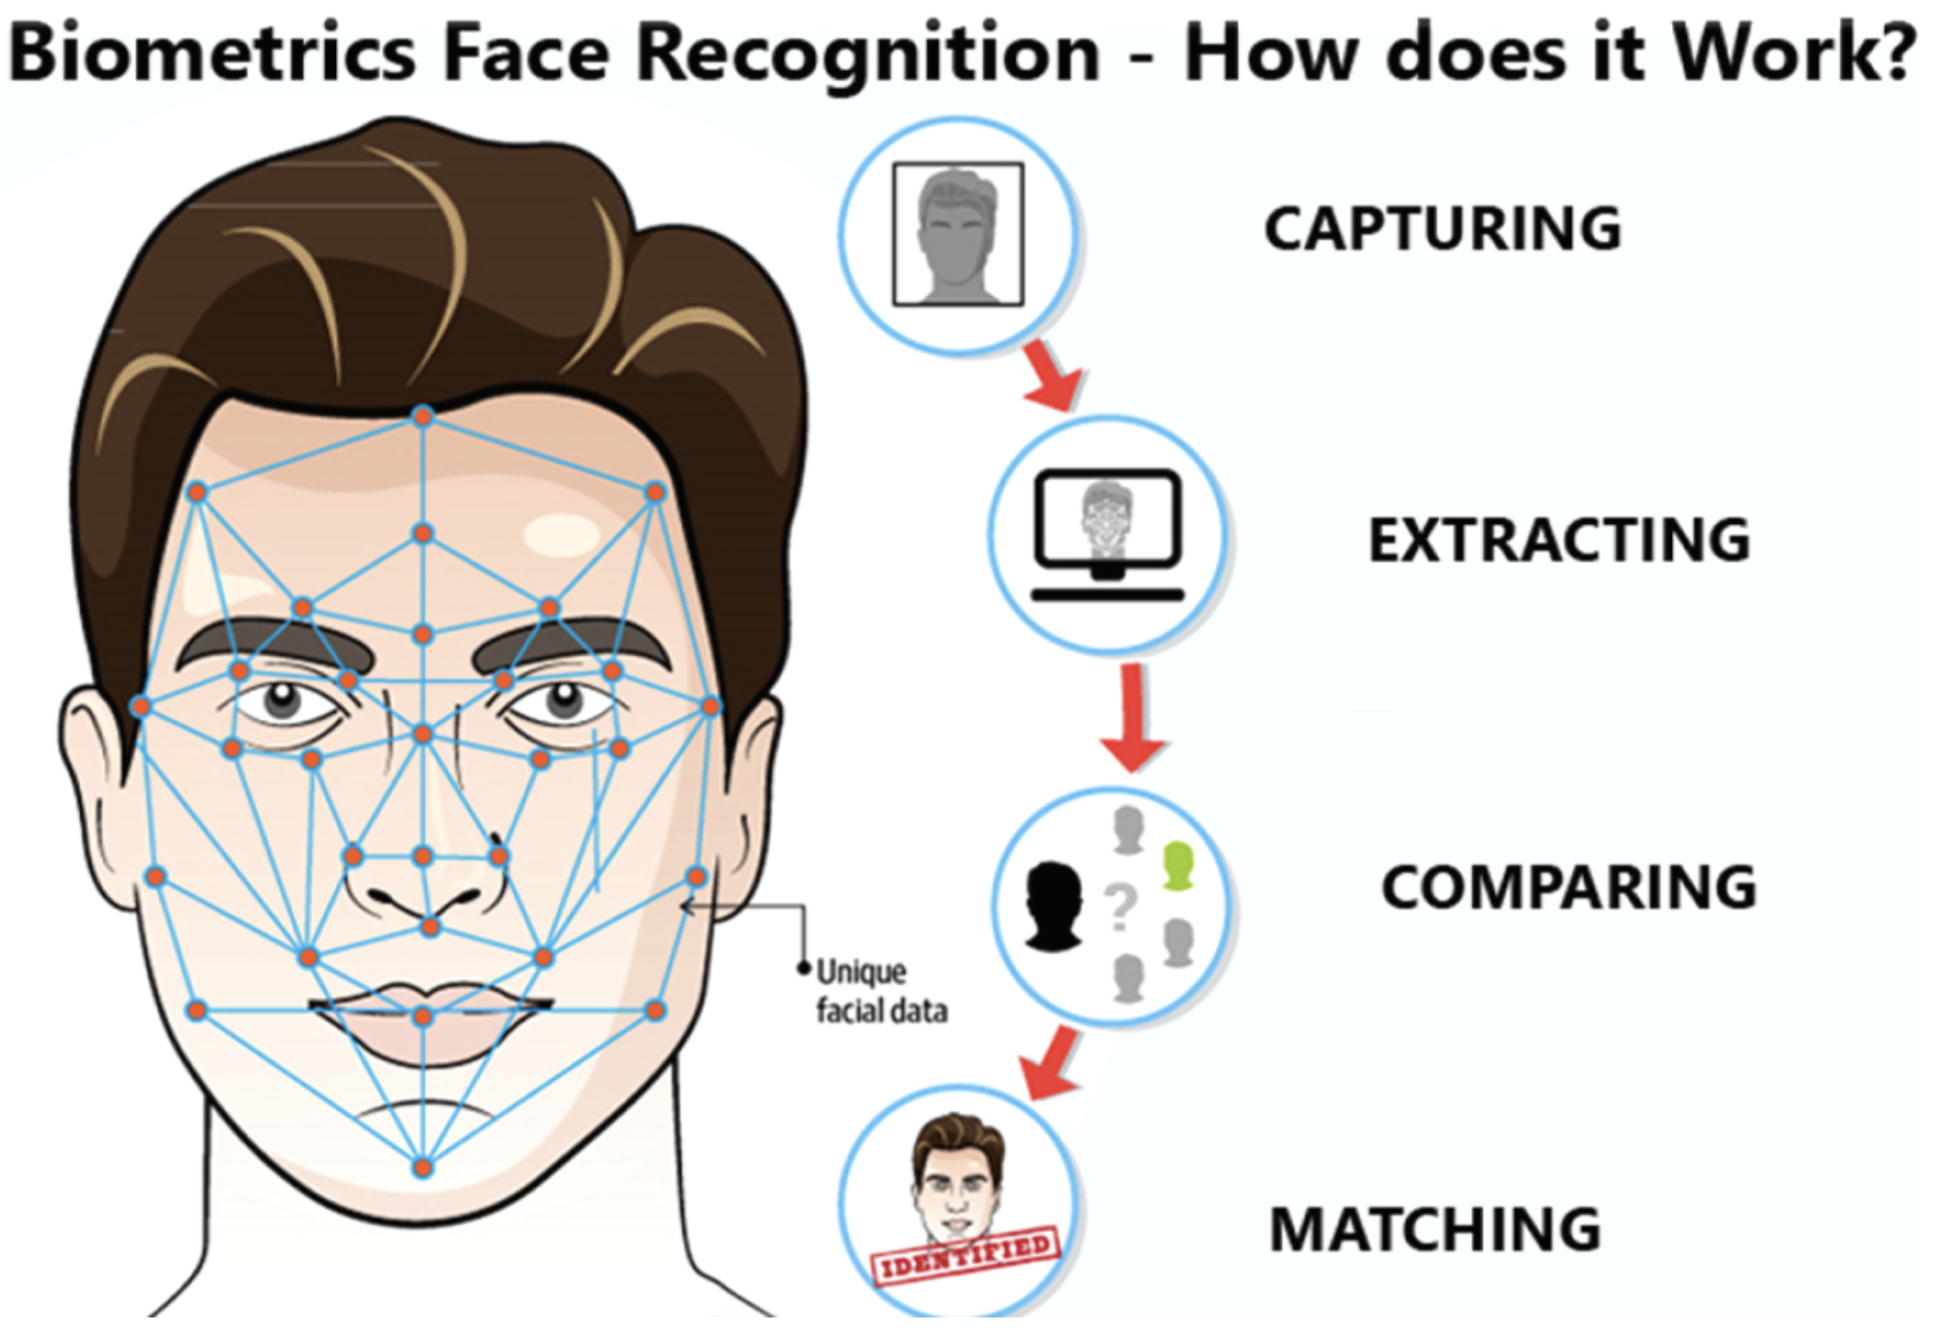 Biometrics Face Recognition - How does it Work?
CAPTURING
EXTRACTING
COMPARING
?
Unique
facial data
IDENTIFIED
MATCHING